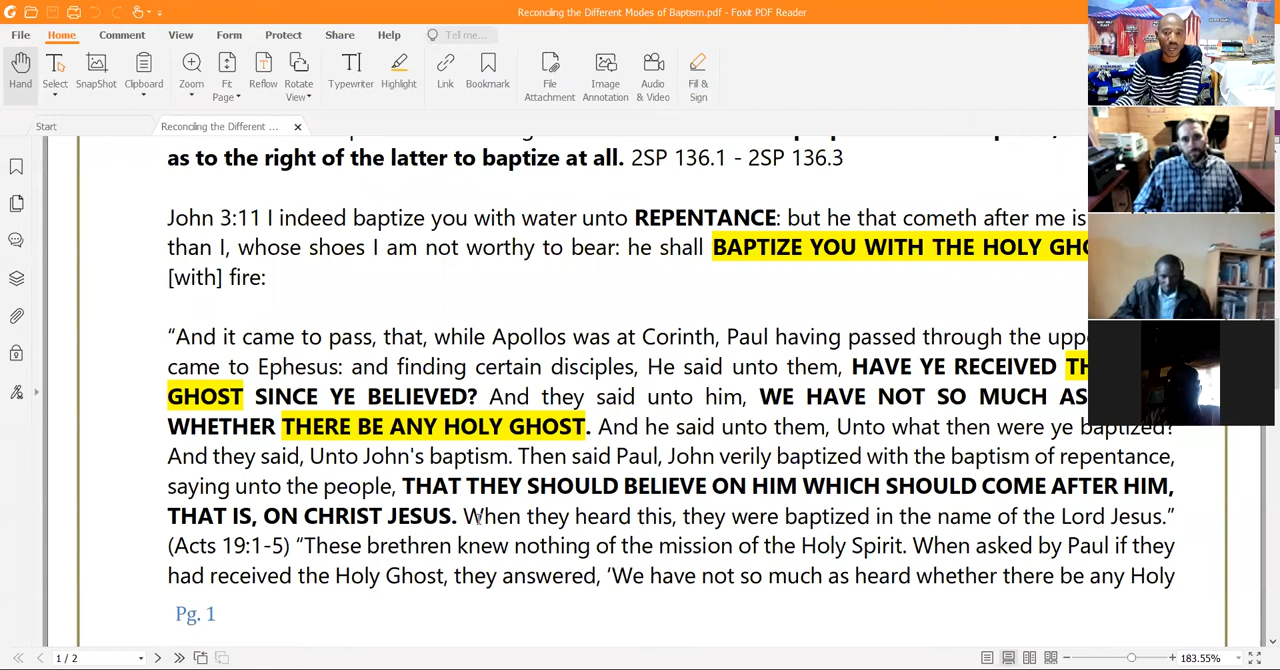 Reconciling the Different Modes of Baptism.pdf - Foxit PDF Reader
File Home Comment View Form Protect Share Help Tell me...
Hand Select SnapShot Clipboard Zoom Fit Page Reflow Rotate View Typewriter Highlight Link Bookmark File Attachment Image Annotation Audio & Video Fill & Sign
Start Reconciling the Different ...
as to the right of the latter to baptize at all. 2SP 136.1 - 2SP 136.3
John 3:11 I indeed baptize you with water unto REPENTANCE: but he that cometh after me is
than I, whose shoes I am not worthy to bear: he shall BAPTIZE YOU WITH THE HOLY
[with] fire:
“And it came to pass, that, while Apollos was at Corinth, Paul having passed through the
came to Ephesus: and finding certain disciples, He said unto them, HAVE YE RECEIVED
GHOST SINCE YE BELIEVED? And they said unto him, WE HAVE NOT SO MUCH AS
WHETHER THERE BE ANY HOLY GHOST. And he said unto them, Unto what then were ye baptized?
And they said, Unto John's baptism. Then said Paul, John verily baptized with the baptism of repentance,
saying unto the people, THAT THEY SHOULD BELIEVE ON HIM WHICH SHOULD COME AFTER HIM,
THAT IS, ON CHRIST JESUS. When they heard this, they were baptized in the name of the Lord Jesus.”
(Acts 19:1-5) “These brethren knew nothing of the mission of the Holy Spirit. When asked by Paul if they
had received the Holy Ghost, they answered, ‘We have not so much as heard whether there be any Holy
Pg. 1
1 / 2 183.55%